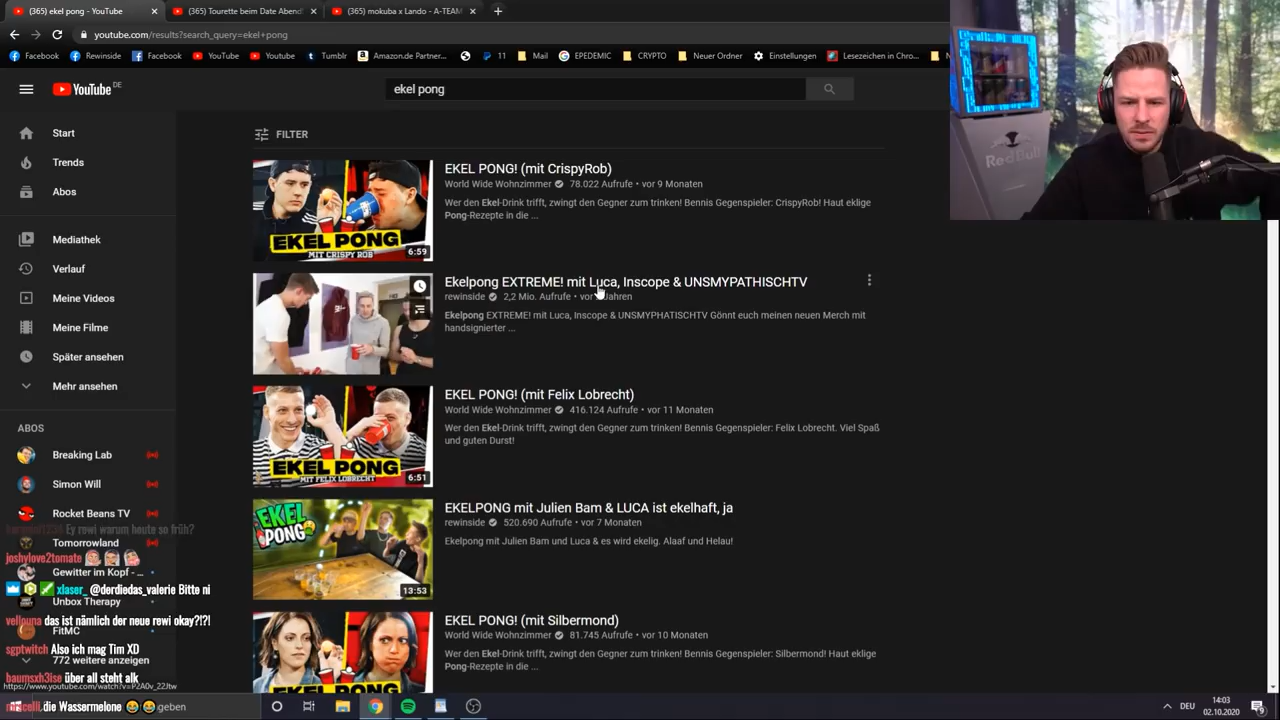 (365) ekel pong - YouTube
(365) Tourette beim Date Abend
(365) mokuba x Lando - A-TEAM
youtube.com/results?search_query=ekel+pong
Facebook
Rewinside
Facebook
YouTube
Youtube
Tumblr
Amazon.de Partner...
11
Mail
EPEDEMIC
CRYPTO
Neuer Ordner
Einstellungen
Lesezeichen in Chro...
YouTube DE
ekel pong
RedBull
FILTER
Start
Trends
Abos
Mediathek
Verlauf
Meine Videos
Meine Filme
Später ansehen
Mehr ansehen
ABOS
Breaking Lab
Simon Will
Rocket Beans TV
Tomorrowland
Gewitter im Kopf - ...
Unbox Therapy
FitMC
772 weitere anzeigen
EKEL PONG
MIT CRISPY ROB
6:59
EKEL PONG! (mit CrispyRob)
World Wide Wohnzimmer 78.022 Aufrufe • vor 9 Monaten
Wer den Ekel-Drink trifft, zwingt den Gegner zum trinken! Bennis Gegenspieler: CrispyRob! Haut eklige
Pong-Rezepte in die ...
Ekelpong EXTREME! mit Luca, Inscope & UNSMYPATHISCHTV
rewinside 2,2 Mio. Aufrufe • vor Jahren
Ekelpong EXTREME! mit Luca, Inscope & UNSMYPHATISCHTV Gönnt euch meinen neuen Merch mit
handsignierter ...
EKEL PONG
MIT FELIX LOBRECHT
6:51
EKEL PONG! (mit Felix Lobrecht)
World Wide Wohnzimmer 416.124 Aufrufe • vor 11 Monaten
Wer den Ekel-Drink trifft, zwingt den Gegner zum trinken! Bennis Gegenspieler: Felix Lobrecht. Viel Spaß
und guten Durst!
EKEL
PONG
13:53
EKELPONG mit Julien Bam & LUCA ist ekelhaft, ja
rewinside 520.690 Aufrufe • vor 7 Monaten
Ekelpong mit Julien Bam und Luca & es wird ekelig. Alaaf und Helau!
EKEL PONG! (mit Silbermond)
World Wide Wohnzimmer 81.745 Aufrufe • vor 10 Monaten
Wer den Ekel-Drink trifft, zwingt den Gegner zum trinken! Bennis Gegenspieler: Silbermond! Haut eklige
Pong-Rezepte in die ...
Ey rewi warum heute so früh?
joshylove2tomate
xlaser_ @derdiedas_valerie Bitte ni
vellouna das ist nämlich der neue rewi okay?!?!
sgptwitch Also ich mag Tim XD
baumsxh3ise über all steht alk
die Wassermelone 😂😂
geben
DEU
14:03
02.10.2020
9